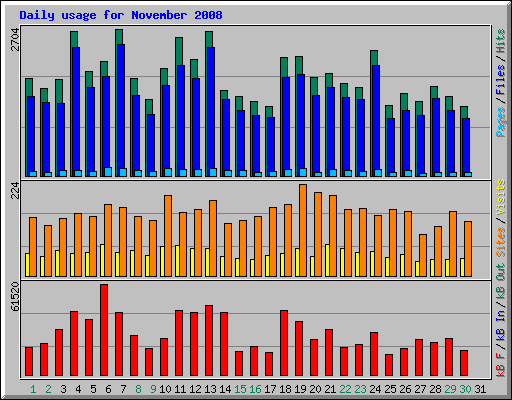 Daily usage for November 2008
2704
Pages / Files / Hits
224
Sites / Visits
61520
kB F / kB In / kB Out
1 2 3 4 5 6 7 8 9 10 11 12 13 14 15 16 17 18 19 20 21 22 23 24 25 26 27 28 29 30 31